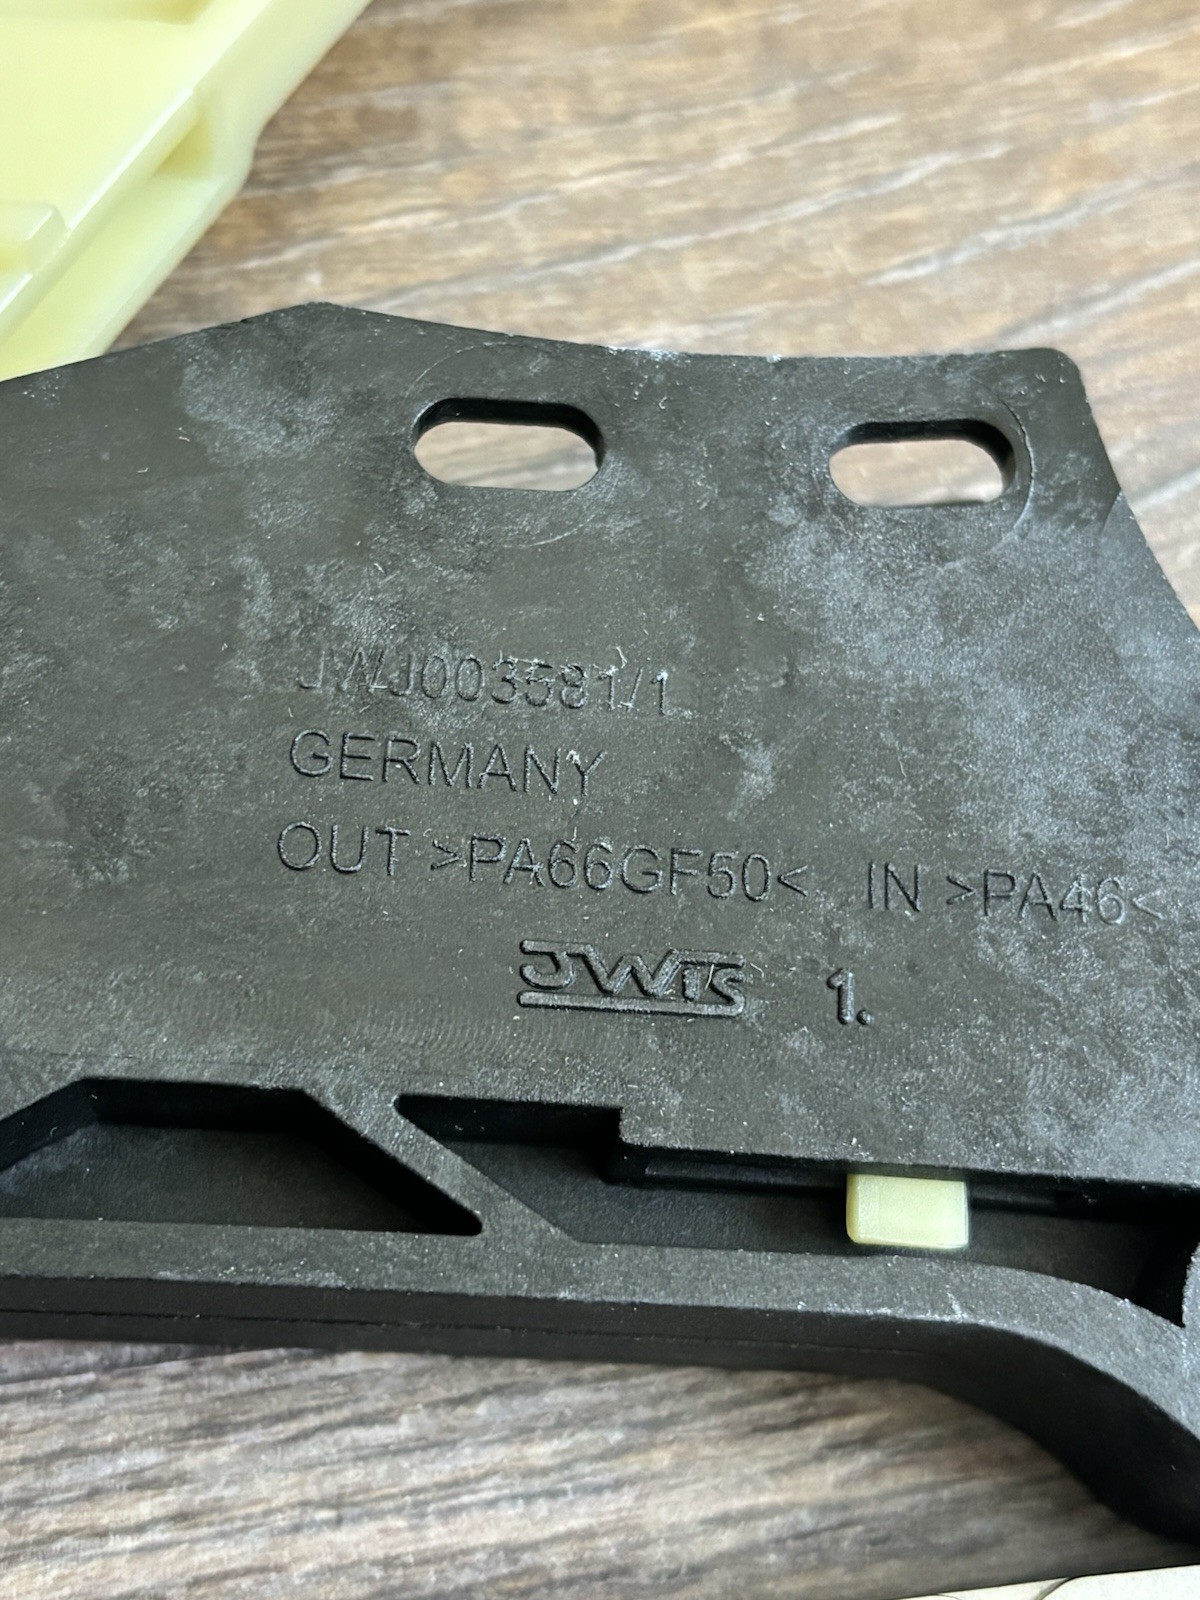 JWJ003581/1
GERMANY
OUT >PA66GF50< IN >PA46<
JWIS 1.